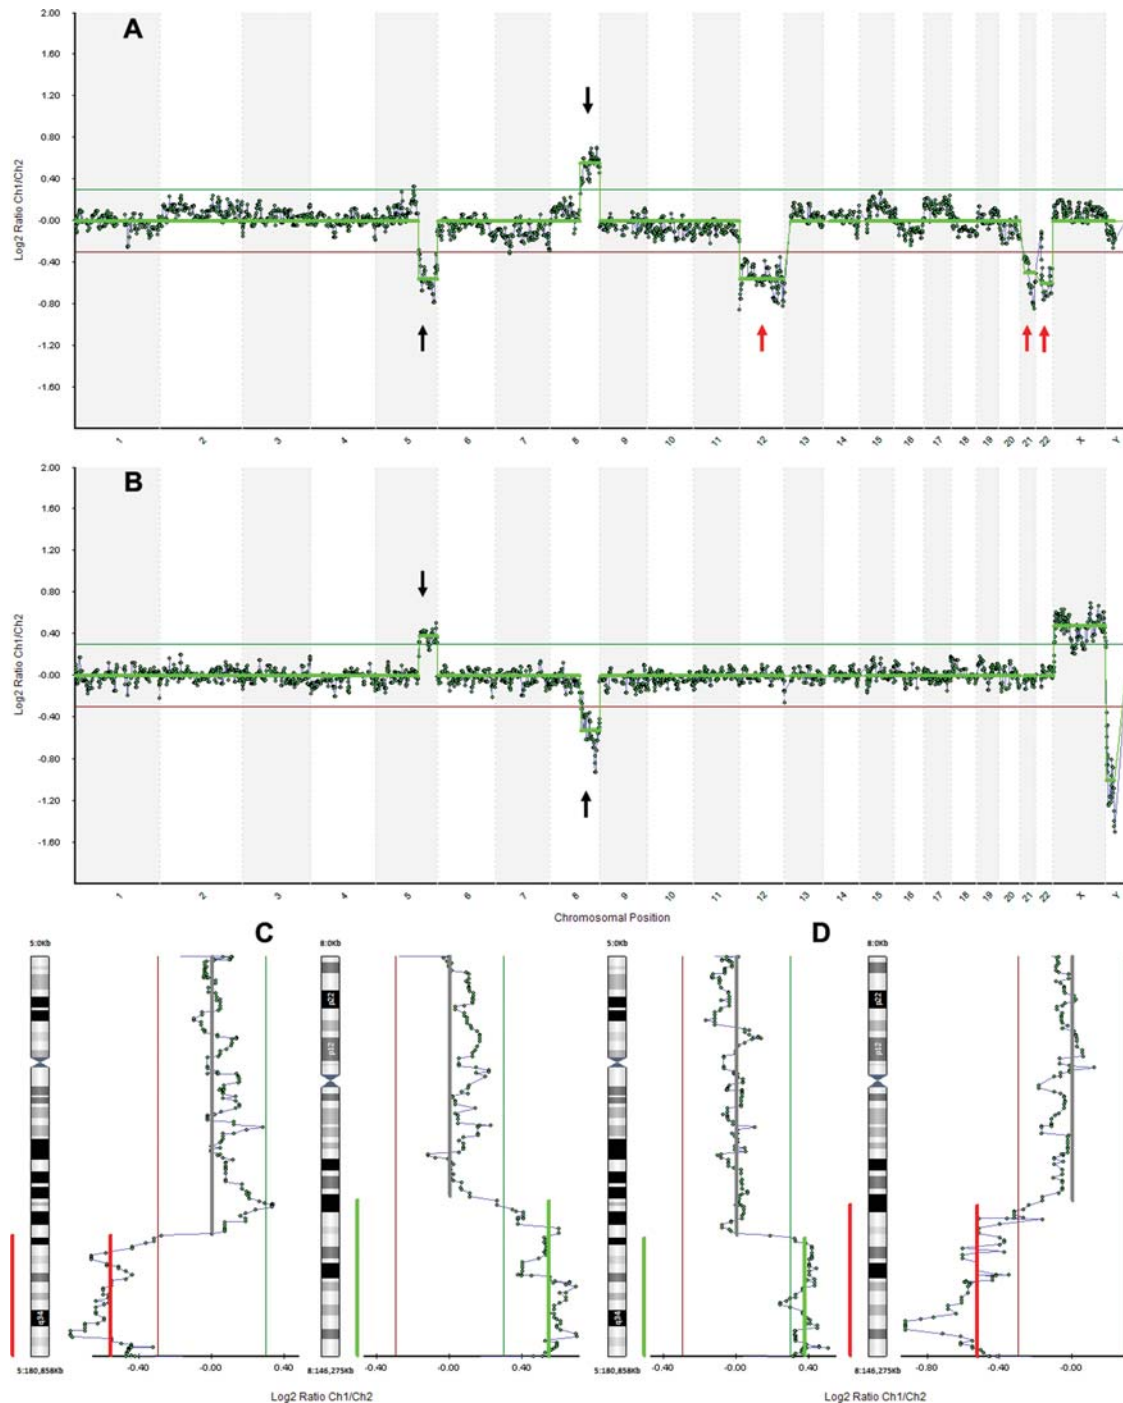 A
2.00
1.60
1.20
0.80
0.40
-0.00
-0.40
-0.80
-1.20
-1.60
Log2 Ratio Ch1/Ch2
1 2 3 4 5 6 7 8 9 10 11 12 13 14 15 16 17 18 19 20 21 22 X Y
B
2.00
1.60
1.20
0.80
0.40
-0.00
-0.40
-0.80
-1.20
-1.60
Log2 Ratio Ch1/Ch2
1 2 3 4 5 6 7 8 9 10 11 12 13 14 15 16 17 18 19 20 21 22 X Y
Chromosomal Position
C D
5:0Kb 8:0Kb 5:0Kb 8:0Kb
p22 p22
p12 p12
q34 q34
5:180,858Kb 8:146,275Kb 5:180,858Kb 8:146,275Kb
-0.40 -0.00 -0.40 -0.00 0.40 -0.40 -0.00 0.40 -0.80 -0.40 -0.00
Log2 Ratio Ch1/Ch2 Log2 Ratio Ch1/Ch2